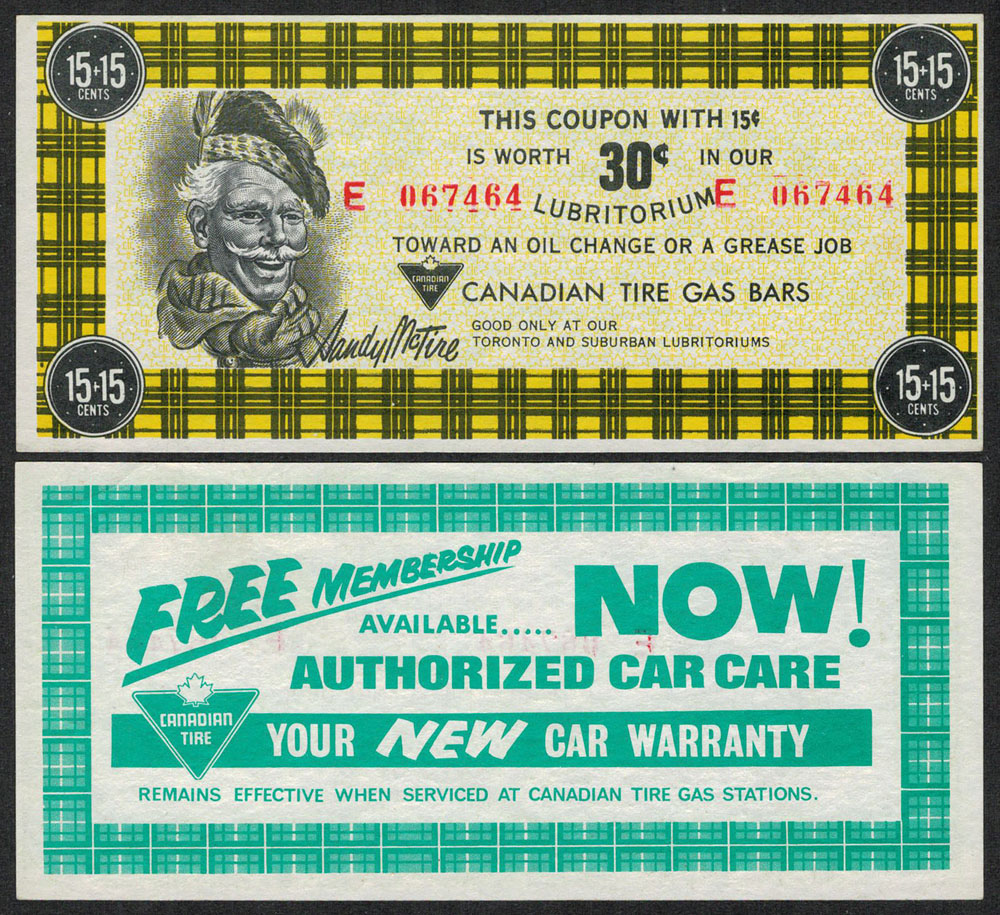 15+15 CENTS
15+15 CENTS
THIS COUPON WITH 15¢
IS WORTH 30¢ IN OUR
E 067464 LUBRITORIUM E 067464
TOWARD AN OIL CHANGE OR A GREASE JOB
CANADIAN TIRE
CANADIAN TIRE GAS BARS
Sandy McTire
GOOD ONLY AT OUR
TORONTO AND SUBURBAN LUBRITORIUMS
15+15 CENTS
15+15 CENTS
FREE MEMBERSHIP
AVAILABLE..... NOW!
AUTHORIZED CAR CARE
CANADIAN TIRE
YOUR NEW CAR WARRANTY
REMAINS EFFECTIVE WHEN SERVICED AT CANADIAN TIRE GAS STATIONS.